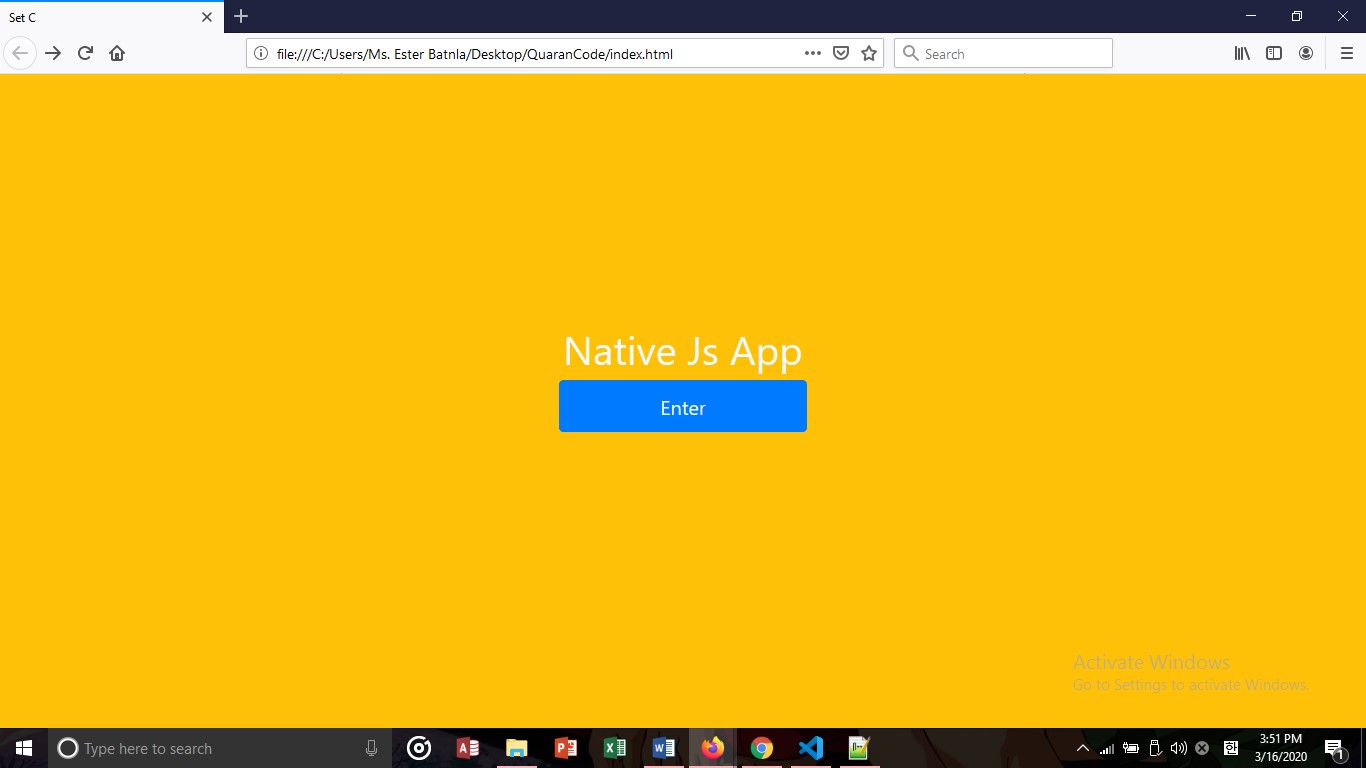 Set C
file:///C:/Users/Ms. Ester Batnla/Desktop/QuaranCode/index.html
Search
Native Js App
Enter
Activate Windows
Go to Settings to activate Windows.
Type here to search
3:51 PM
3/16/2020
1